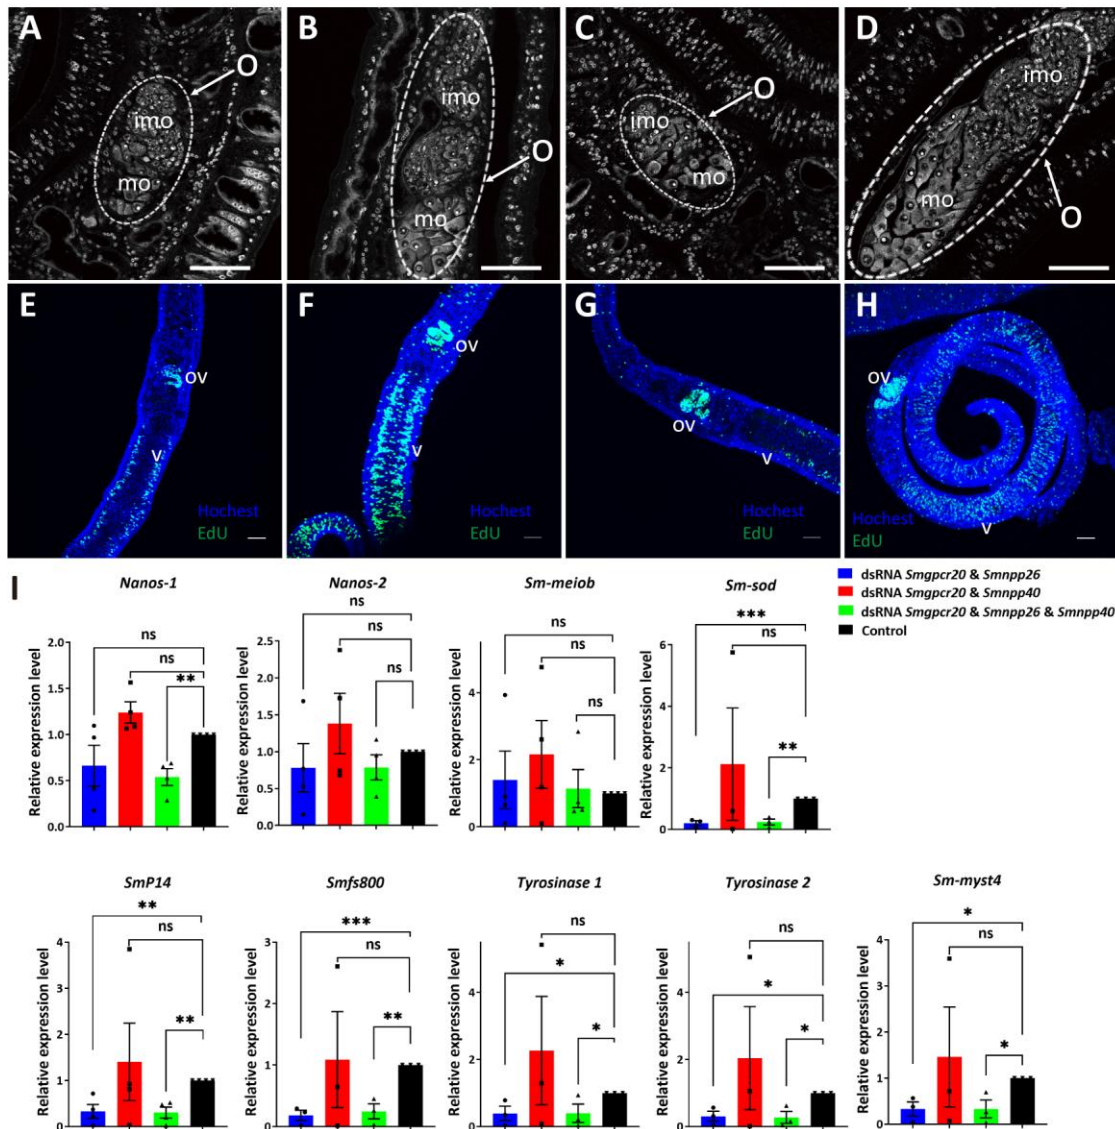 A B C D
O O O O
imo imo imo imo
mo mo mo mo
E F G H
ov ov ov ov
v v v v
Hochest Hochest Hochest Hochest
EdU EdU EdU EdU
I
dsRNA Smgpcr20 & Smnpp26
dsRNA Smgpcr20 & Smnpp40
dsRNA Smgpcr20 & Smnpp26 & Smnpp40
Control
Nanos-1
Relative expression level
2.0
1.5
1.0
0.5
0.0
ns
ns
**
Nanos-2
Relative expression level
2.5
2.0
1.5
1.0
0.5
0.0
ns
ns
ns
Sm-meiob
Relative expression level
4
2
0
ns
ns
ns
Sm-sod
Relative expression level
6
4
2
0
***
ns
**
SmP14
Relative expression level
4
3
2
1
0
**
ns
**
Smfs800
Relative expression level
3
2
1
0
***
ns
**
Tyrosinase 1
Relative expression level
4
2
0
ns
*
*
Tyrosinase 2
Relative expression level
4
2
0
ns
*
*
Sm-myst4
Relative expression level
4
3
2
1
0
*
ns
*